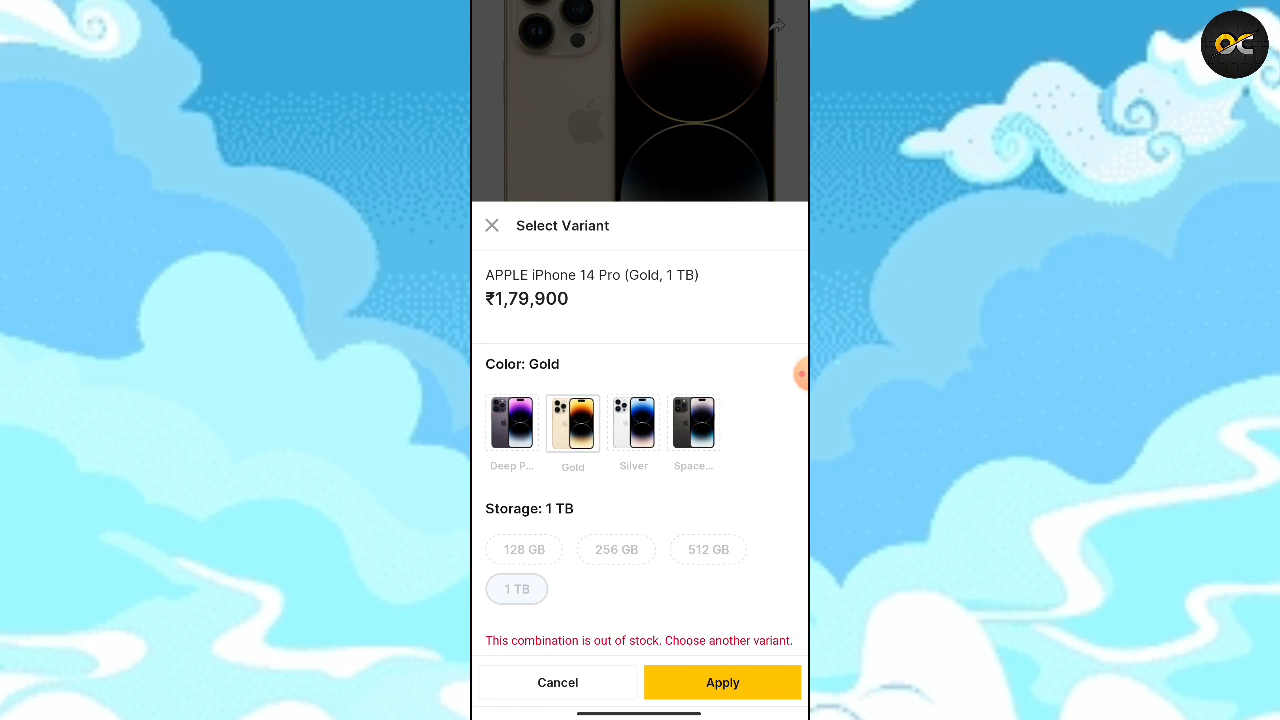 OC
Select Variant
APPLE iPhone 14 Pro (Gold, 1 TB)
₹1,79,900
Color: Gold
Deep P...
Gold
Silver
Space...
Storage: 1 TB
128 GB
256 GB
512 GB
1 TB
This combination is out of stock. Choose another variant.
Cancel
Apply